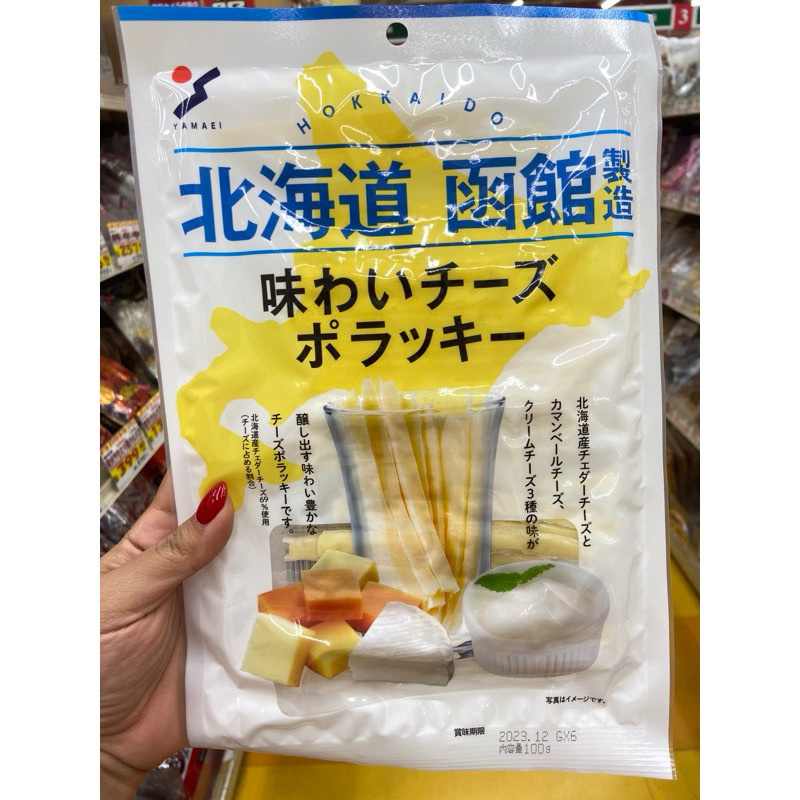 YAMAEI
HOKKAIDO
北海道 函館
製造
味わいチーズ
ポラッキー
北海道産チェダーチーズと
カマンベールチーズ、
クリームチーズ3種の味が
醸し出す味わい豊かな
チーズポラッキーです。
北海道産チェダーチーズ69%使用
(チーズに占める割合)
写真はイメージです。
賞味期限
2023.12 GX6
内容量100g